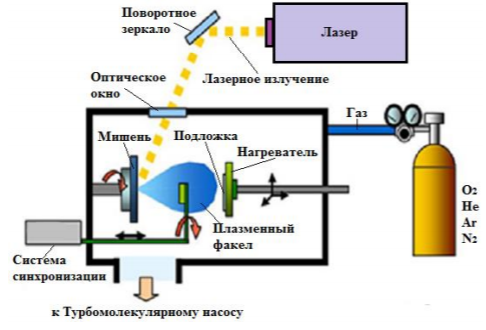 Поворотное
зеркало
Лазер
Лазерное излучение
Оптическое
окно
Газ
Мишень
Подложка
Нагреватель
O2
He
Ar
N2
Плазменный
факел
Система
синхронизации
к Турбомолекулярному насосу